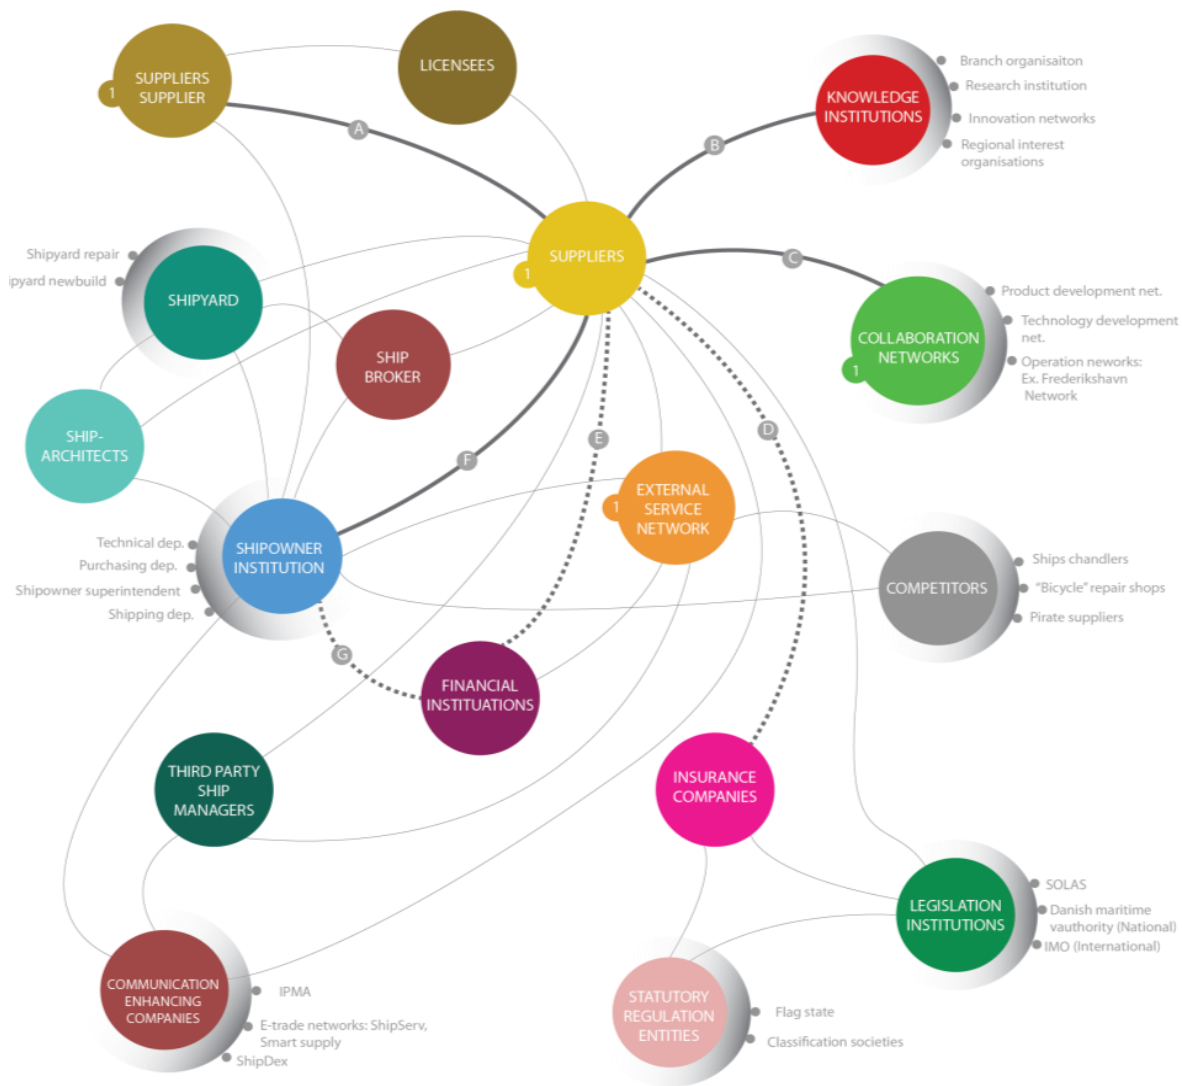 SUPPLIERS
SUPPLIER
1
LICENSEES
KNOWLEDGE
INSTITUTIONS
Branch organisaiton
Research institution
Innovation networks
Regional interest
organisations
A
B
SUPPLIERS
1
C
Shipyard repair
ipyard newbuild
SHIPYARD
SHIP
BROKER
COLLABORATION
NETWORKS
1
Product development net.
Technology development
net.
Operation neworks:
Ex. Frederikshavn
Network
SHIP-
ARCHITECTS
F
E
D
EXTERNAL
SERVICE
NETWORK
1
SHIPOWNER
INSTITUTION
Technical dep.
Purchasing dep.
Shipowner superintendent
Shipping dep.
COMPETITORS
Ships chandlers
"Bicycle" repair shops
Pirate suppliers
G
FINANCIAL
INSTITUATIONS
THIRD PARTY
SHIP
MANAGERS
INSURANCE
COMPANIES
LEGISLATION
INSTITUTIONS
SOLAS
Danish maritime
vauthority (National)
IMO (International)
COMMUNICATION
ENHANCING
COMPANIES
IPMA
E-trade networks: ShipServ,
Smart supply
ShipDex
STATUTORY
REGULATION
ENTITIES
Flag state
Classification societies